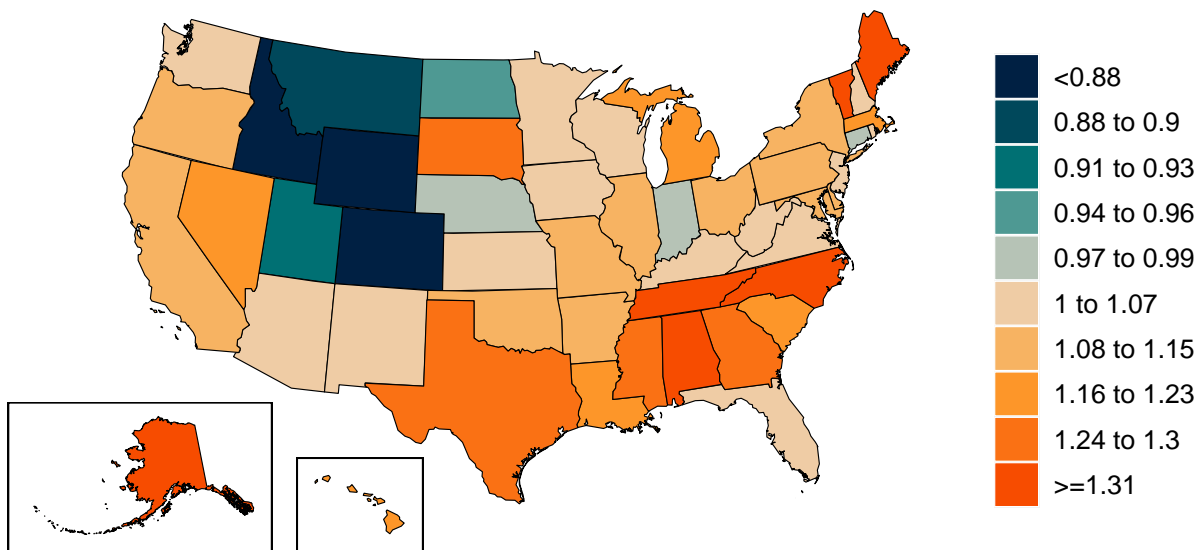 <0.88
0.88 to 0.9
0.91 to 0.93
0.94 to 0.96
0.97 to 0.99
1 to 1.07
1.08 to 1.15
1.16 to 1.23
1.24 to 1.3
>=1.31